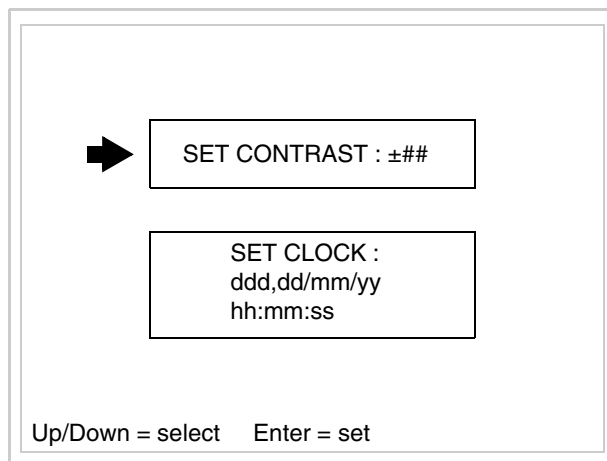 SET CONTRAST : ±##
SET CLOCK :
ddd,dd/mm/yy
hh:mm:ss
Up/Down = select Enter = set